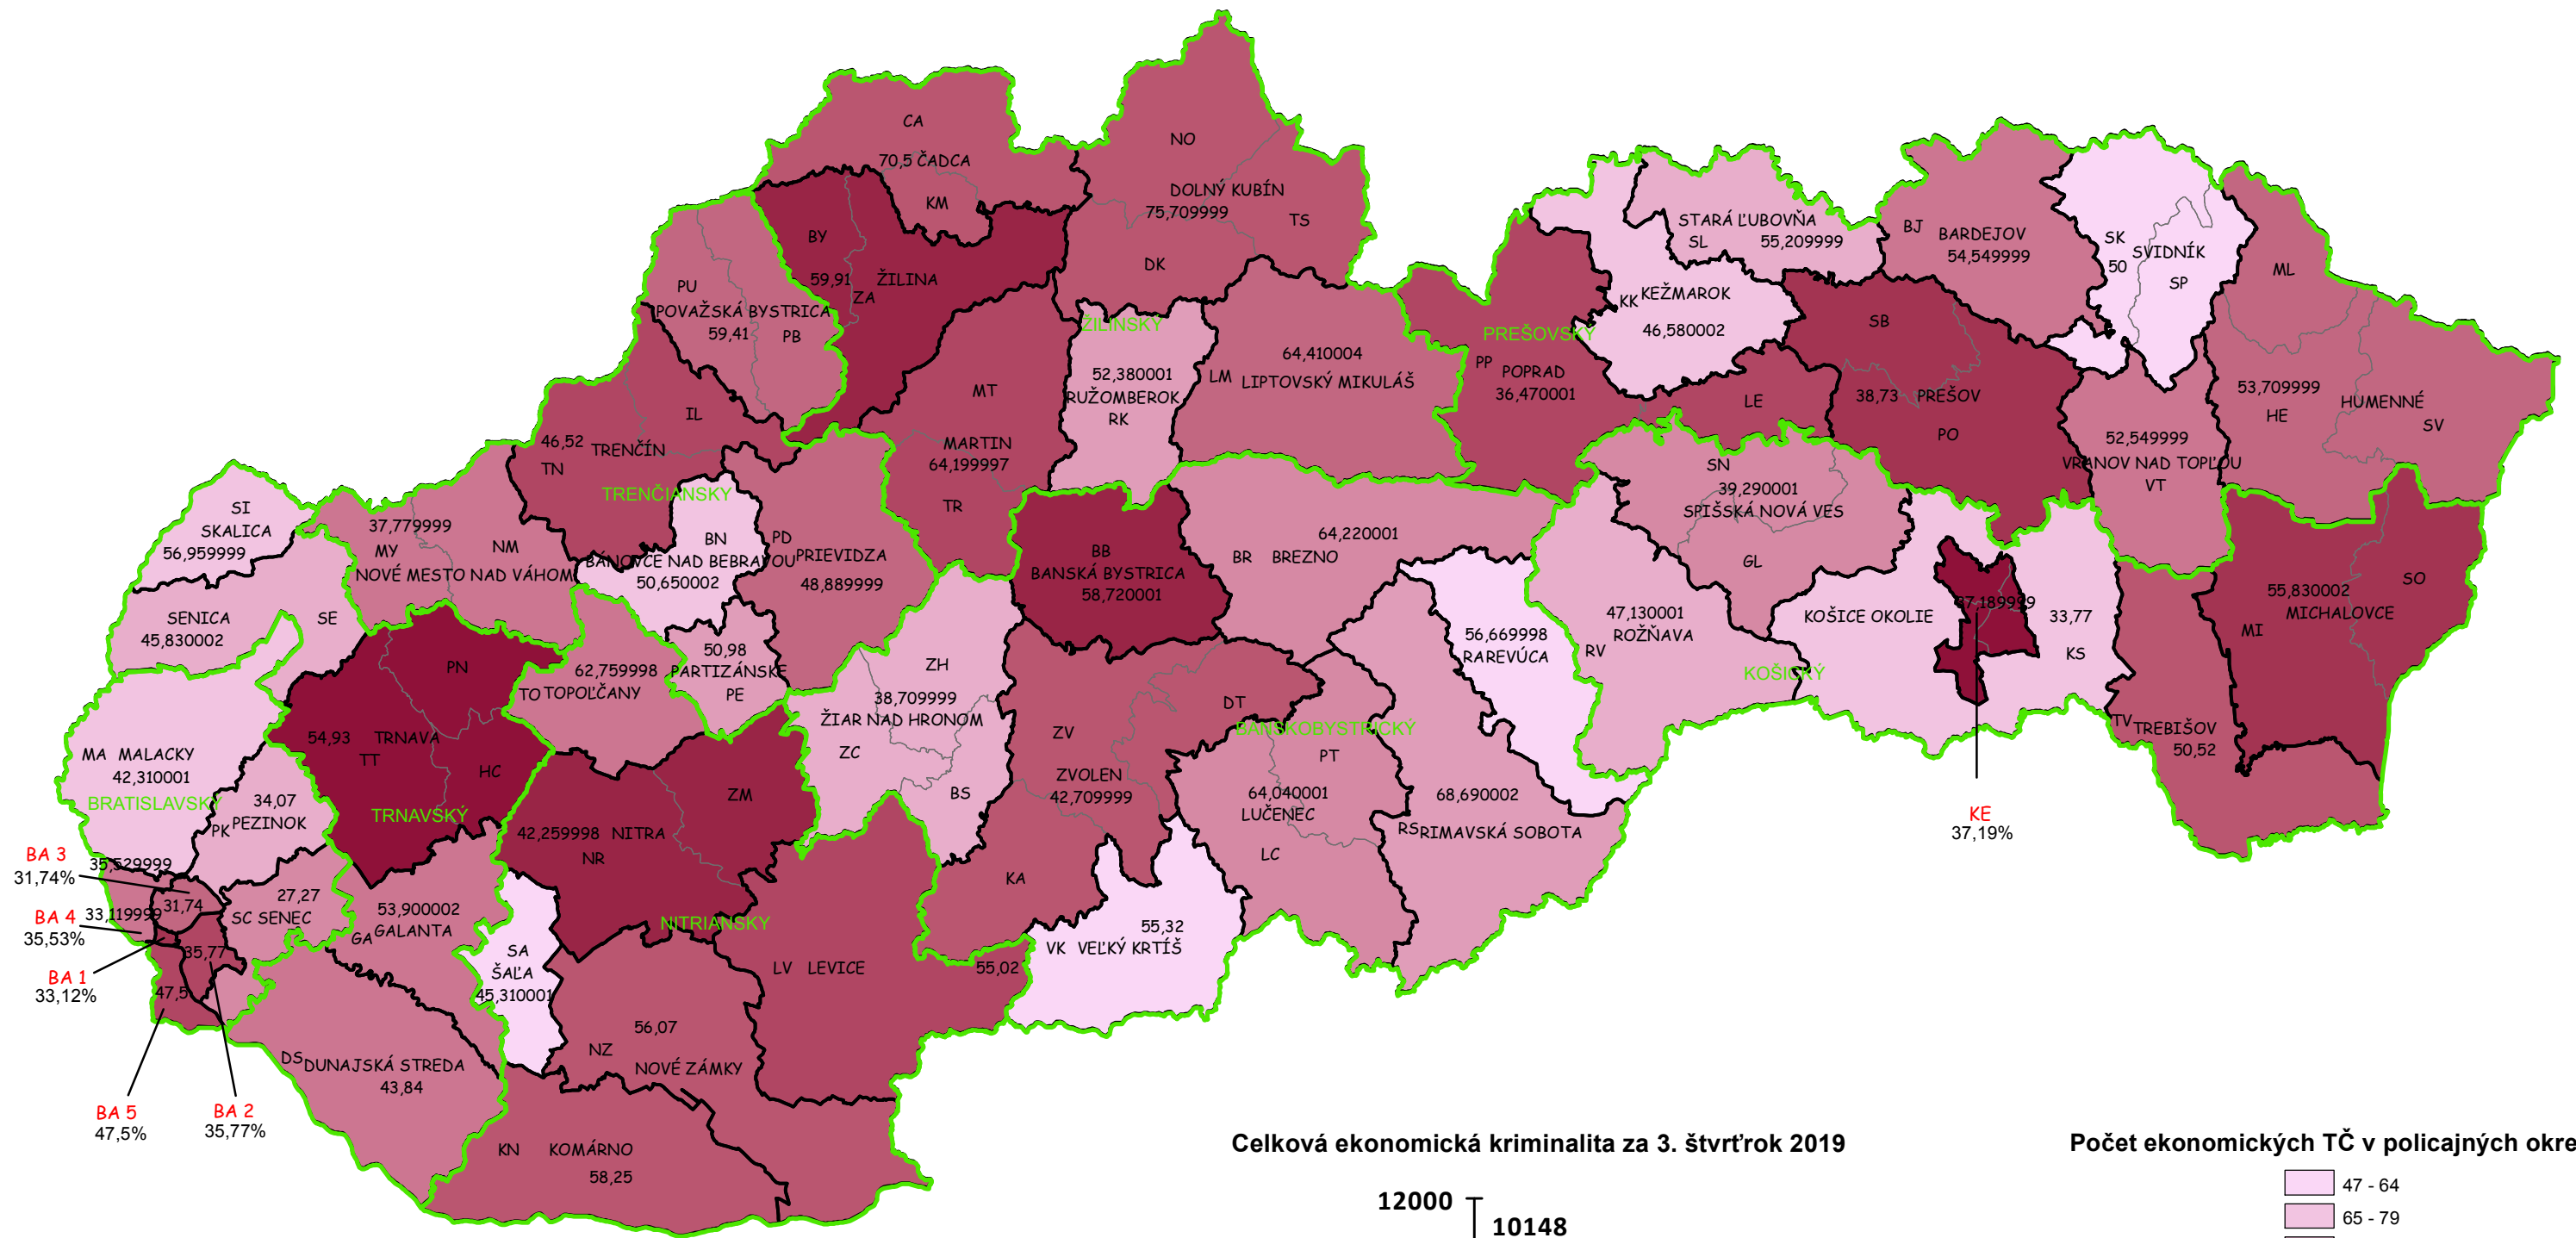 CA
70,5 ČADCA
KM
NO
DOLNÝ KUBÍN
75,709999
TS
DK
BY
59,91
ŽILINA
ZA
PU
POVAŽSKÁ BYSTRICA
59,41
PB
ŽILINSKÝ
52,380001
RUŽOMBEROK
RK
64,410004
LM LIPTOVSKÝ MIKULÁŠ
MT
MARTIN
64,199997
TR
PREŠOVSKÝ
PP
POPRAD
36,470001
LE
KK KEŽMAROK
46,580002
STARÁ ĽUBOVŇA
SL 55,209999
BJ
BARDEJOV
54,549999
SK
SVIDNÍK
50
SP
ML
SB
38,73 PREŠOV
PO
53,709999
HUMENNÉ
HE
SV
52,549999
VRANOV NAD TOPĽOU
VT
IL
46,52
TRENČÍN
TN
TRENČIANSKY
SI
SKALICA
56,959999
37,779999
MY
NM
NOVÉ MESTO NAD VÁHOM
BN
BÁNOVCE NAD BEBRAVOU
50,650002
PD
PRIEVIDZA
48,889999
BB
BANSKÁ BYSTRICA
58,720001
64,220001
BR BREZNO
SN
39,290001
SPIŠSKÁ NOVÁ VES
GL
47,130001
ROŽŇAVA
RV
KOŠICKÝ
KOŠICE OKOLIE
37,189999
33,77
KS
55,830002
MICHALOVCE
MI
SO
TV
TREBIŠOV
50,52
KE
37,19%
SENICA
45,830002
SE
PN
54,93 TRNAVA
TT
HC
TRNAVSKÝ
62,759998
TO TOPOĽČANY
50,98
PARTIZÁNSKE
PE
ZH
38,709999
ŽIAR NAD HRONOM
ZC
BS
56,669998
RAREVÚCA
DT
ZV
ZVOLEN
42,709999
KA
BANSKOBYSTRICKÝ
PT
64,040001
LUČENEC
LC
68,690002
RS RIMAVSKÁ SOBOTA
MA MALACKY
42,310001
BRATISLAVSKÝ
34,07
PK PEZINOK
ZM
42,259998 NITRA
NR
NITRIANSKY
BA 3
31,74%
35,529999
31,74
BA 4
35,53%
33,119999
BA 1
33,12%
35,77
47,5
27,27
SC SENEC
53,900002
GA GALANTA
SA
ŠAĽA
45,310001
LV LEVICE
55,02
55,32
VK VEĽKÝ KRTÍŠ
56,07
NZ
NOVÉ ZÁMKY
DS DUNAJSKÁ STREDA
43,84
BA 5
47,5%
BA 2
35,77%
KN KOMÁRNO
58,25
Celková ekonomická kriminalita za 3. štvrťrok 2019
12000
10148
Počet ekonomických TČ v policajných okre
47 - 64
65 - 79